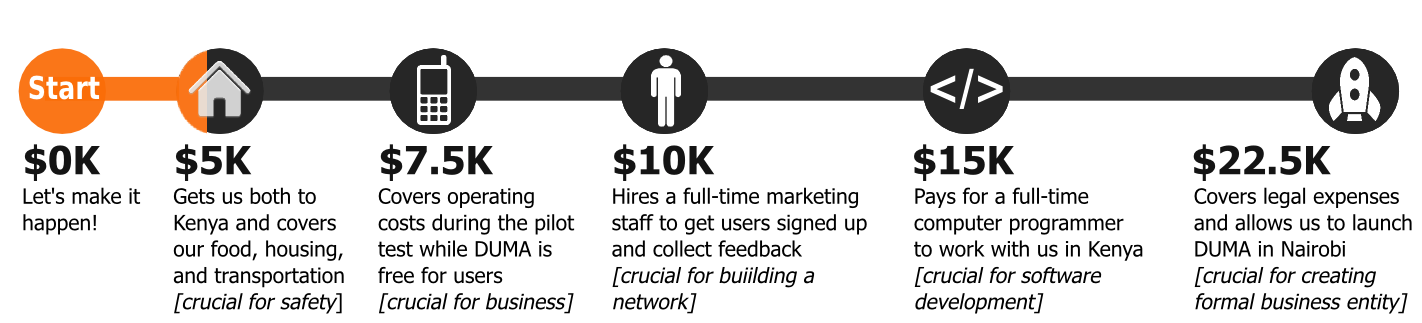 Start
</>
$0K
Let's make it
happen!
$5K
Gets us both to
Kenya and covers
our food, housing,
and transportation
[crucial for safety]
$7.5K
Covers operating
costs during the pilot
test while DUMA is
free for users
[crucial for business]
$10K
Hires a full-time marketing
staff to get users signed up
and collect feedback
[crucial for buiilding a
network]
$15K
Pays for a full-time
computer programmer
to work with us in Kenya
[crucial for software
development]
$22.5K
Covers legal expenses
and allows us to launch
DUMA in Nairobi
[crucial for creating
formal business entity]